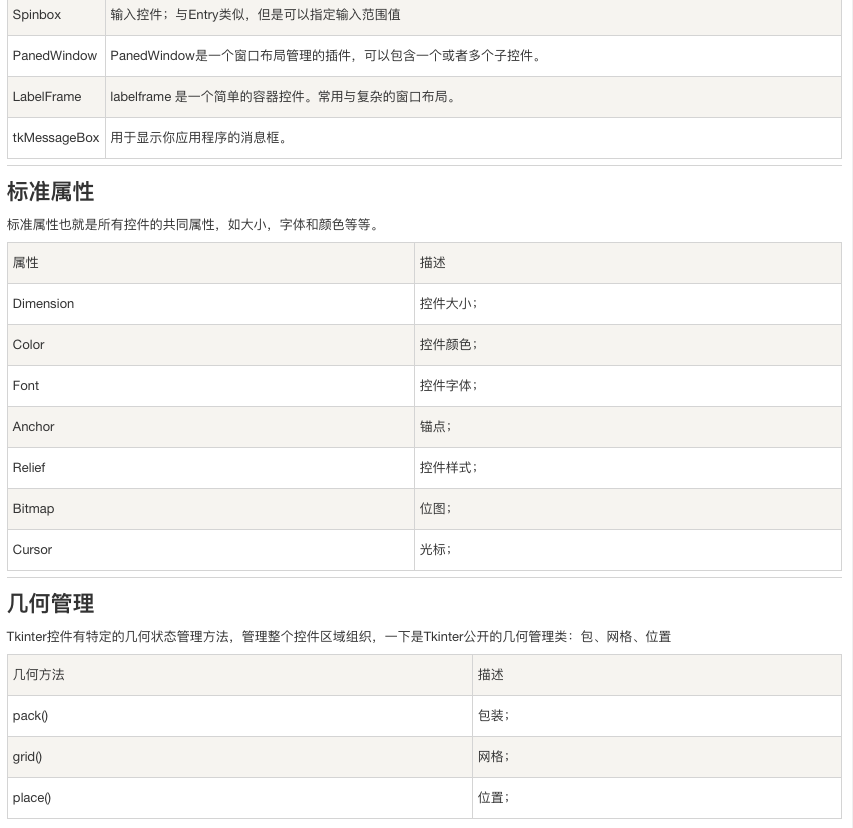 Spinbox 输入控件；与Entry类似，但是可以指定输入范围值
PanedWindow PanedWindow是一个窗口布局管理的插件，可以包含一个或者多个子控件。
LabelFrame labelframe 是一个简单的容器控件。常用与复杂的窗口布局。
tkMessageBox 用于显示你应用程序的消息框。
标准属性
标准属性也就是所有控件的共同属性，如大小，字体和颜色等等。
属性 描述
Dimension 控件大小；
Color 控件颜色；
Font 控件字体；
Anchor 锚点；
Relief 控件样式；
Bitmap 位图；
Cursor 光标；
几何管理
Tkinter控件有特定的几何状态管理方法，管理整个控件区域组织，一下是Tkinter公开的几何管理类：包、网格、位置
几何方法 描述
pack() 包装；
grid() 网格；
place() 位置；